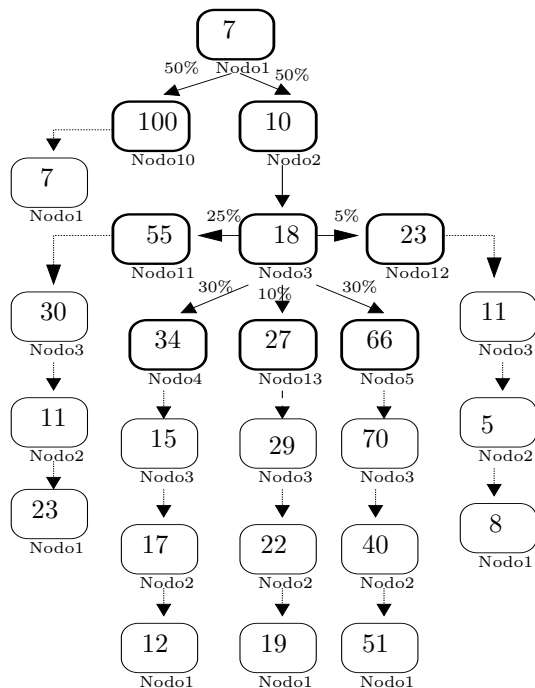 7
Nodo1
50% 50%
100 10
Nodo10 Nodo2
7
Nodo1
25% 5%
55 18 23
Nodo11 Nodo3 Nodo12
30% 10% 30%
30 11
Nodo3 Nodo3
34 27 66
Nodo4 Nodo13 Nodo5
11 5
Nodo2 Nodo2
15 29 70
Nodo3 Nodo3 Nodo3
23 8
Nodo1 Nodo1
17 22 40
Nodo2 Nodo2 Nodo2
12 19 51
Nodo1 Nodo1 Nodo1